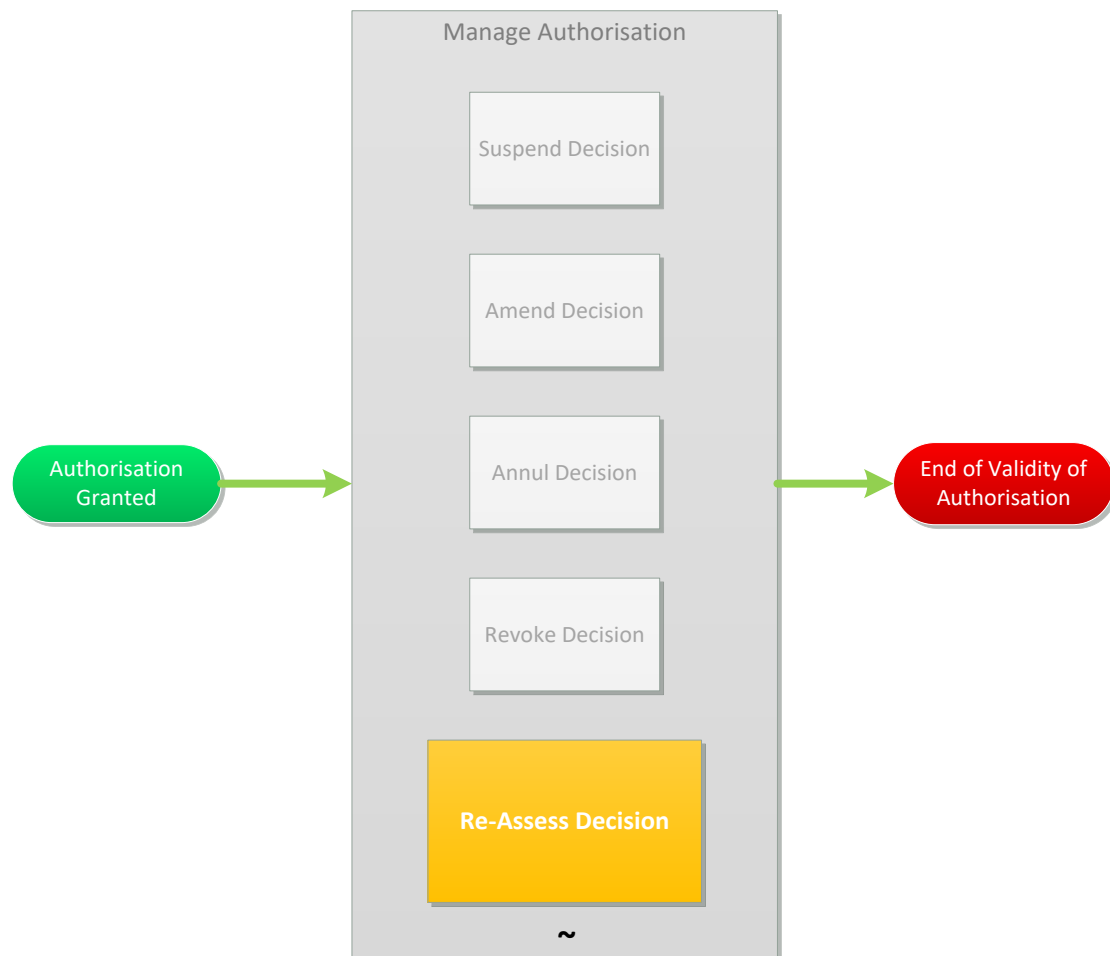 Manage Authorisation
Suspend Decision
Amend Decision
Authorisation
Granted
Annul Decision
End of Validity of
Authorisation
Revoke Decision
Re-Assess Decision
~